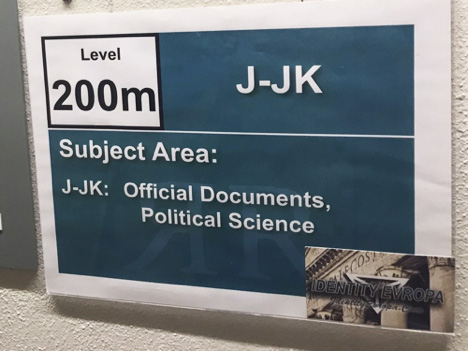 Level
200m
J-JK
Subject Area:
J-JK: Official Documents,
Political Science
IDENTITY EVROPA